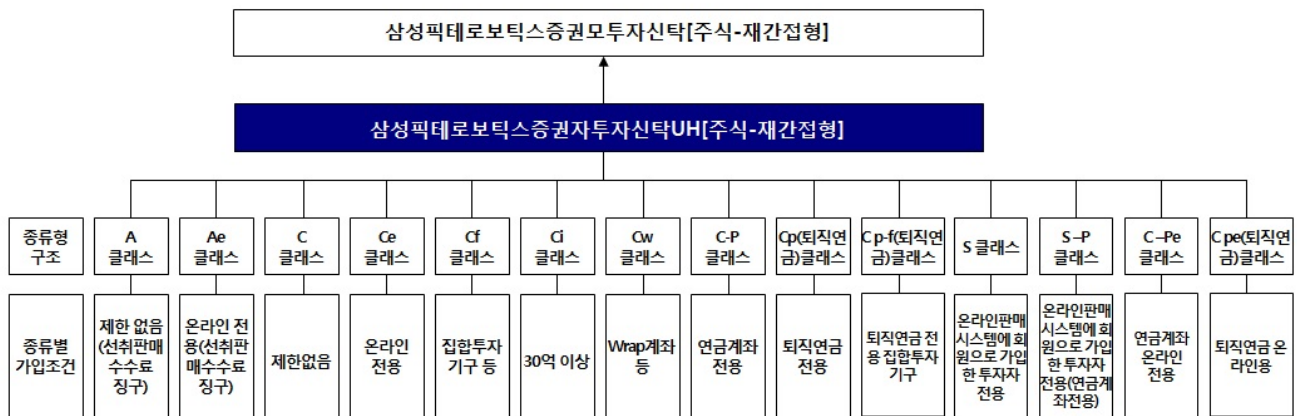 삼성픽테로보틱스증권모투자신탁[주식-재간접형]
삼성픽테로보틱스증권자투자신탁UH[주식-재간접형]
종류형
구조
A
클래스
Ae
클래스
C
클래스
Ce
클래스
Cf
클래스
Ci
클래스
Cw
클래스
C-P
클래스
Cp(퇴직연
금)클래스
C p-f(퇴직연
금)클래스
S 클래스
S –P
클래스
C –Pe
클래스
C pe(퇴직연
금)클래스
종류별
가입조건
제한 없음
(선취판매
수수료
징구)
온라인 전
용(선취판
매수수료
징구)
제한없음
온라인
전용
집합투자
기구 등
30억 이상
Wrap계좌
등
연금계좌
전용
퇴직연금
전용
퇴직연금 전
용 집합투자
기구
온라인판매
시스템에 회
원으로 가입
한 투자자
전용
온라인판매
시스템에 회
원으로 가입
한 투자자
전용(연금계
좌전용)
연금계좌
온라인
전용
퇴직연금 온
라인용